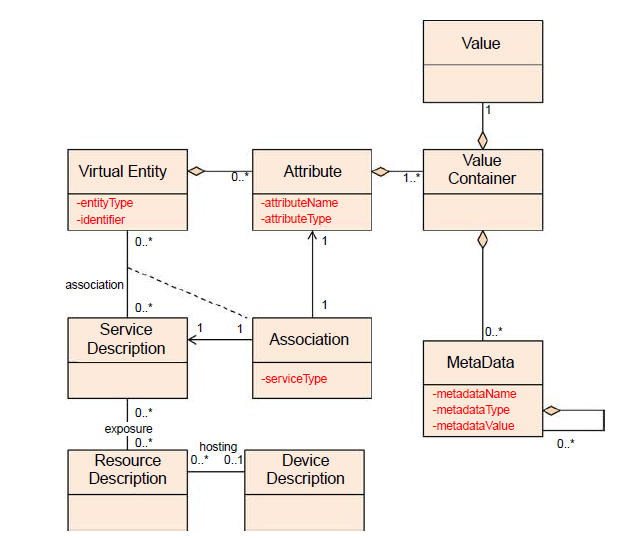 Value
1
Virtual Entity
-entityType
-identifier
0..*
Attribute
-attributeName
-attributeType
1..*
Value
Container
0..*
association
0..*
1
1
Service
Description
1
1
Association
-serviceType
0..*
MetaData
-metadataName
-metadataType
-metadataValue
0..*
0..*
exposure
0..*
Resource
Description
hosting
0..*
0..1
Device
Description